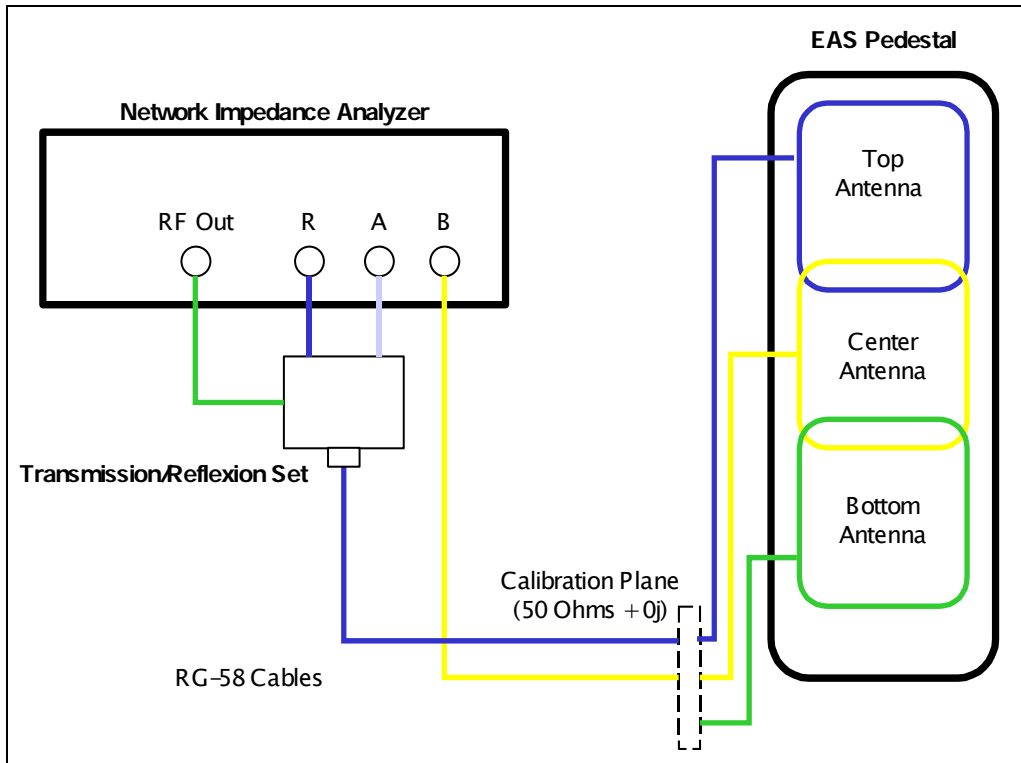 EAS Pedestal
Network Impedance Analyzer
Top
Antenna
RF Out
R
A
B
Center
Antenna
Transmission/Reflexion Set
Bottom
Antenna
Calibration Plane
(50 Ohms +0j)
RG-58 Cables